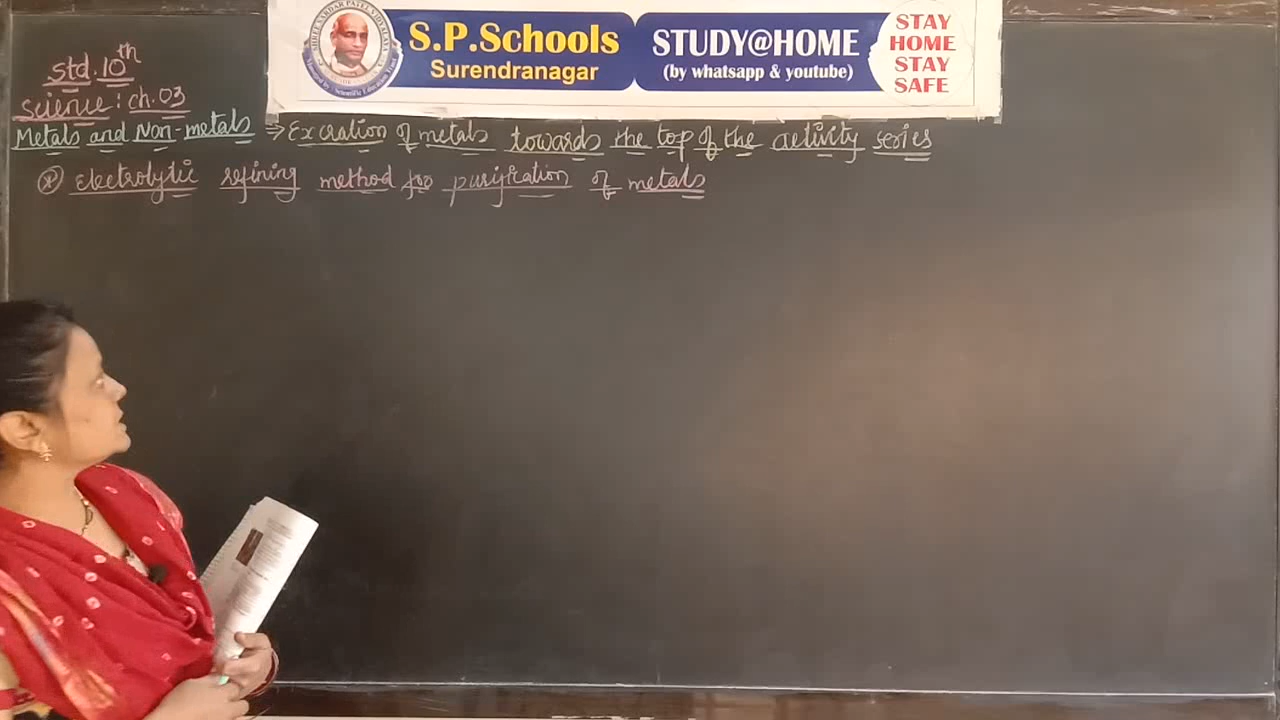 S.P.Schools
Surendranagar
STUDY@HOME
(by whatsapp & youtube)
STAY
HOME
STAY
SAFE
Std. 10th
Science : ch. 03
Metals and Non-metals ⇒ Excration of metals towards the top of the activity series
Electrolytic refining method for purification of metals